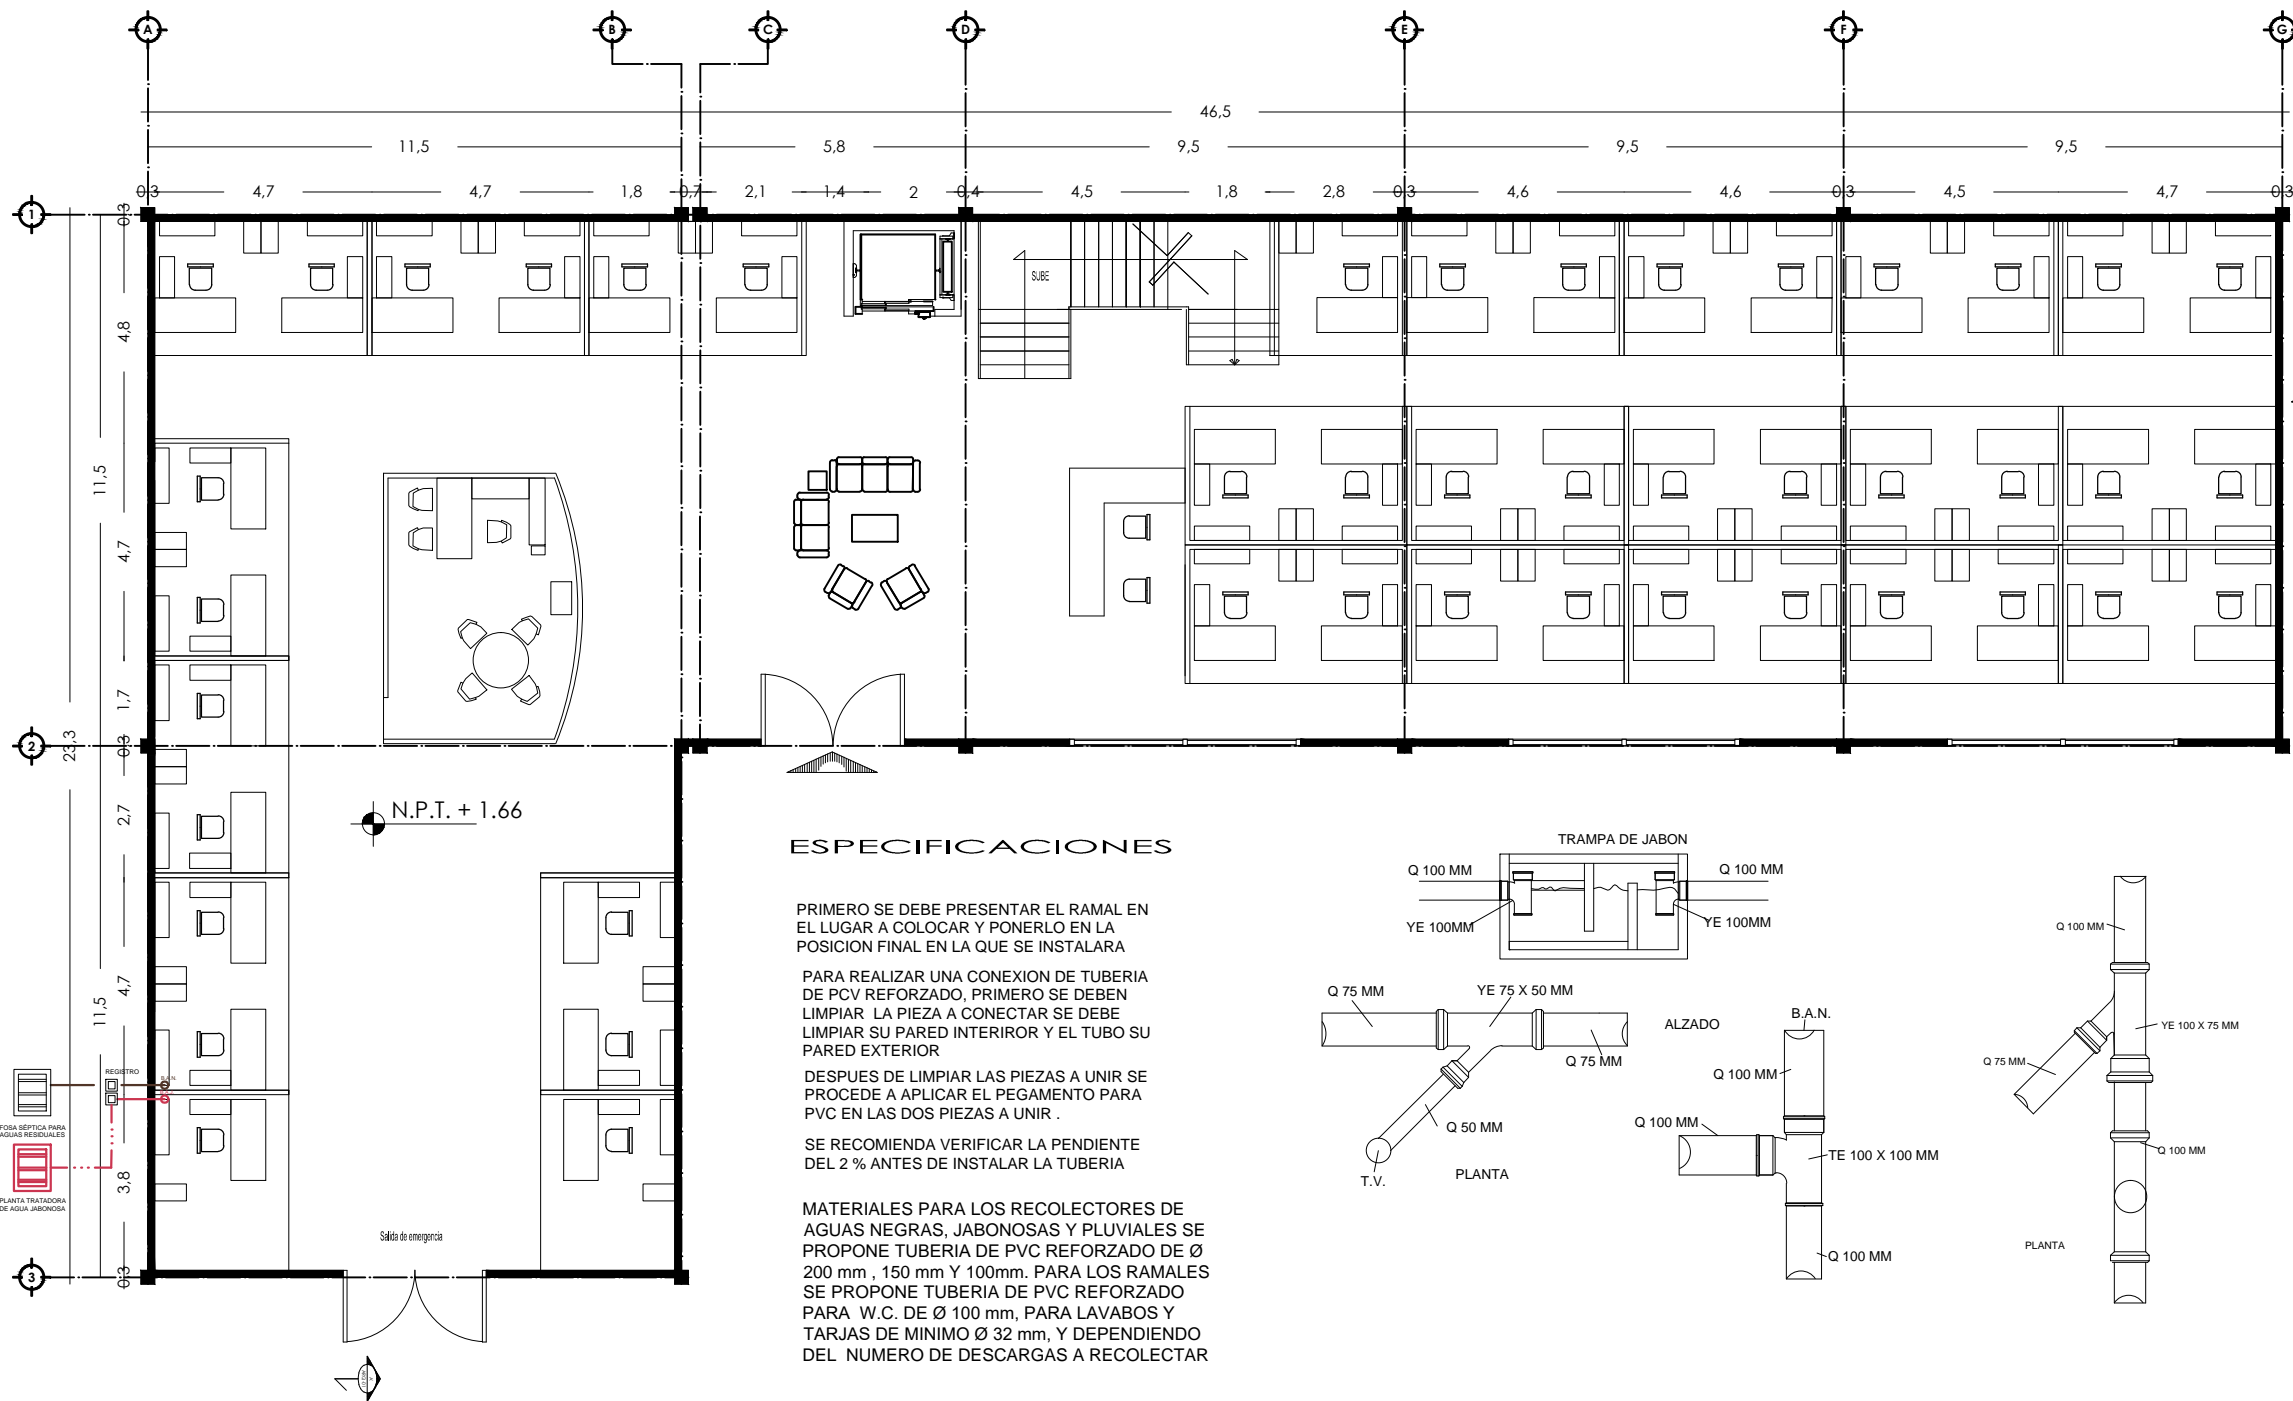 A
B
C
D
E
F
G
46,5
11,5
5,8
9,5
9,5
9,5
0,3
4,7
4,7
1,8
0,7
2,1
1,4
2
0,4
4,5
1,8
2,8
0,3
4,6
4,6
0,3
4,5
4,7
0,3
1
0,3
4,8
11,5
4,7
1,7
23,3
0,3
2
2,7
4,7
11,5
3,8
0,3
3
SUBE
N.P.T. + 1.66
REGISTRO
B.A.N.
FOSA SÉPTICA PARA
AGUAS RESIDUALES
PLANTA TRATADORA
DE AGUA JABONOSA
Salida de emergencia
ESPECIFICACIONES
PRIMERO SE DEBE PRESENTAR EL RAMAL EN
EL LUGAR A COLOCAR Y PONERLO EN LA
POSICION FINAL EN LA QUE SE INSTALARA
PARA REALIZAR UNA CONEXION DE TUBERIA
DE PCV REFORZADO, PRIMERO SE DEBEN
LIMPIAR LA PIEZA A CONECTAR SE DEBE
LIMPIAR SU PARED INTERIROR Y EL TUBO SU
PARED EXTERIOR
DESPUES DE LIMPIAR LAS PIEZAS A UNIR SE
PROCEDE A APLICAR EL PEGAMENTO PARA
PVC EN LAS DOS PIEZAS A UNIR .
SE RECOMIENDA VERIFICAR LA PENDIENTE
DEL 2 % ANTES DE INSTALAR LA TUBERIA
MATERIALES PARA LOS RECOLECTORES DE
AGUAS NEGRAS, JABONOSAS Y PLUVIALES SE
PROPONE TUBERIA DE PVC REFORZADO DE Ø
200 mm , 150 mm Y 100mm. PARA LOS RAMALES
SE PROPONE TUBERIA DE PVC REFORZADO
PARA W.C. DE Ø 100 mm, PARA LAVABOS Y
TARJAS DE MINIMO Ø 32 mm, Y DEPENDIENDO
DEL NUMERO DE DESCARGAS A RECOLECTAR
TRAMPA DE JABON
Q 100 MM
Q 100 MM
YE 100MM
YE 100MM
Q 75 MM
YE 75 X 50 MM
Q 75 MM
Q 50 MM
T.V.
PLANTA
ALZADO
B.A.N.
Q 100 MM
Q 100 MM
TE 100 X 100 MM
Q 100 MM
Q 100 MM
YE 100 X 75 MM
Q 75 MM
Q 100 MM
PLANTA
1